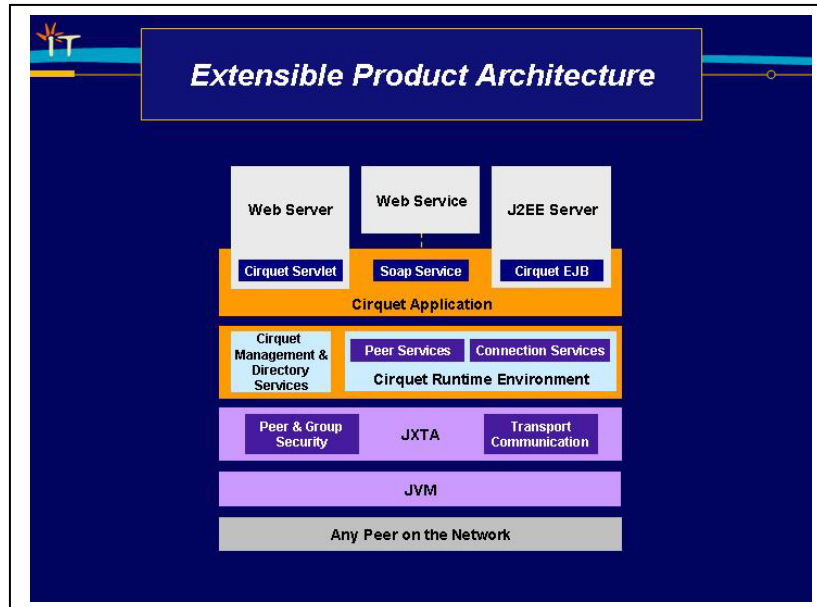 iT
Extensible Product Architecture
Web Server
Web Service
J2EE Server
Cirquet Servlet
Soap Service
Cirquet EJB
Cirquet Application
Cirquet
Management &
Directory
Services
Peer Services
Connection Services
Cirquet Runtime Environment
Peer & Group
Security
JXTA
Transport
Communication
JVM
Any Peer on the Network